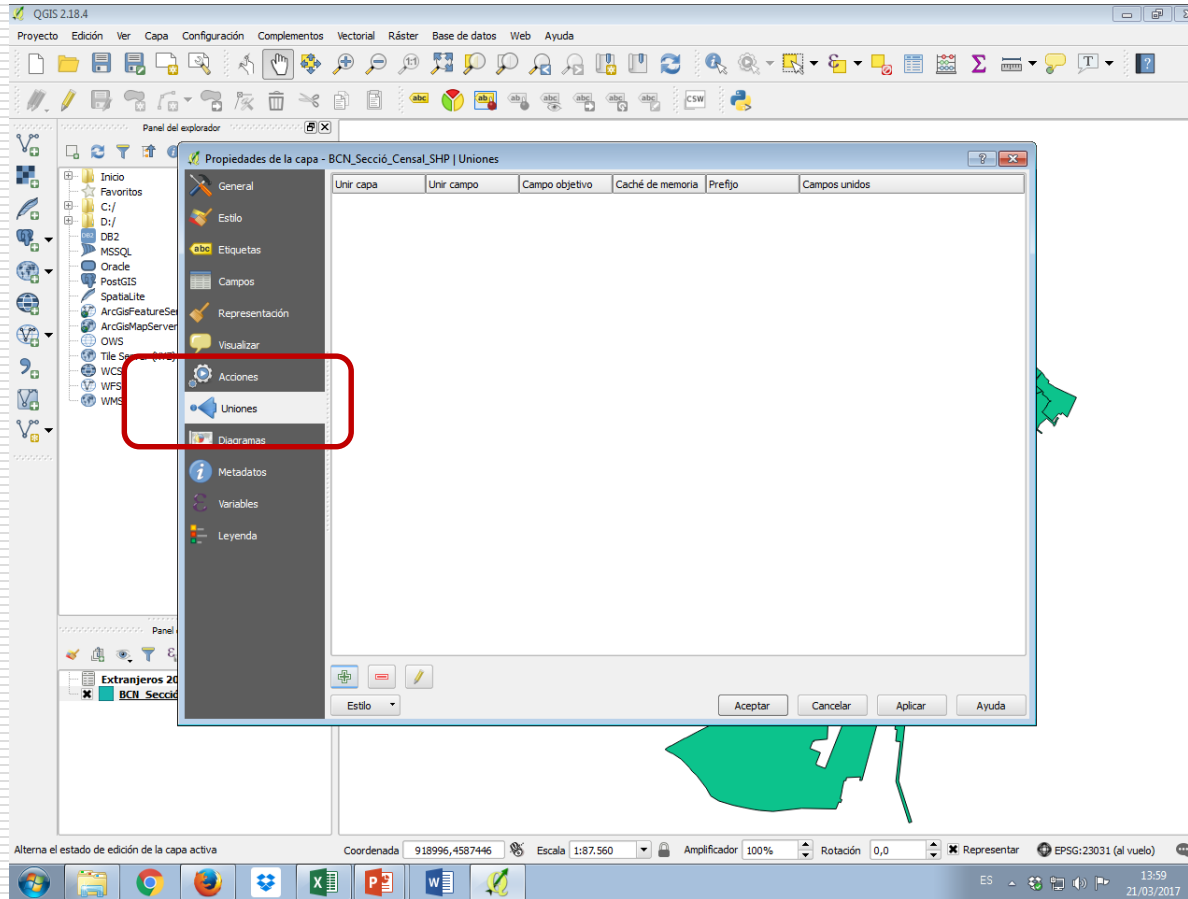 QGIS 2.18.4
Proyecto Edición Ver Capa Configuración Complementos Vectorial Ráster Base de datos Web Ayuda
Panel del explorador
Inicio
Favoritos
C:/
D:/
DB2
MSSQL
Oracle
PostGIS
SpatiaLite
ArcGisFeatureSer
ArcGisMapServer
OWS
Tile Server (XYZ)
WCS
WFS
WMS
Propiedades de la capa - BCN_Secció_Censal_SHP | Uniones
General
Estilo
Etiquetas
Campos
Representación
Visualizar
Acciones
Uniones
Diagramas
Metadatos
Variables
Leyenda
Unir capa Unir campo Campo objetivo Caché de memoria Prefijo Campos unidos
Estilo Aceptar Cancelar Aplicar Ayuda
Panel
Extranjeros 20
BCN_Secció
Alterna el estado de edición de la capa activa Coordenada 918996,4587446 Escala 1:87.560 Amplificador 100% Rotación 0,0 Representar EPSG:23031 (al vuelo)
ES 13:59
21/03/2017